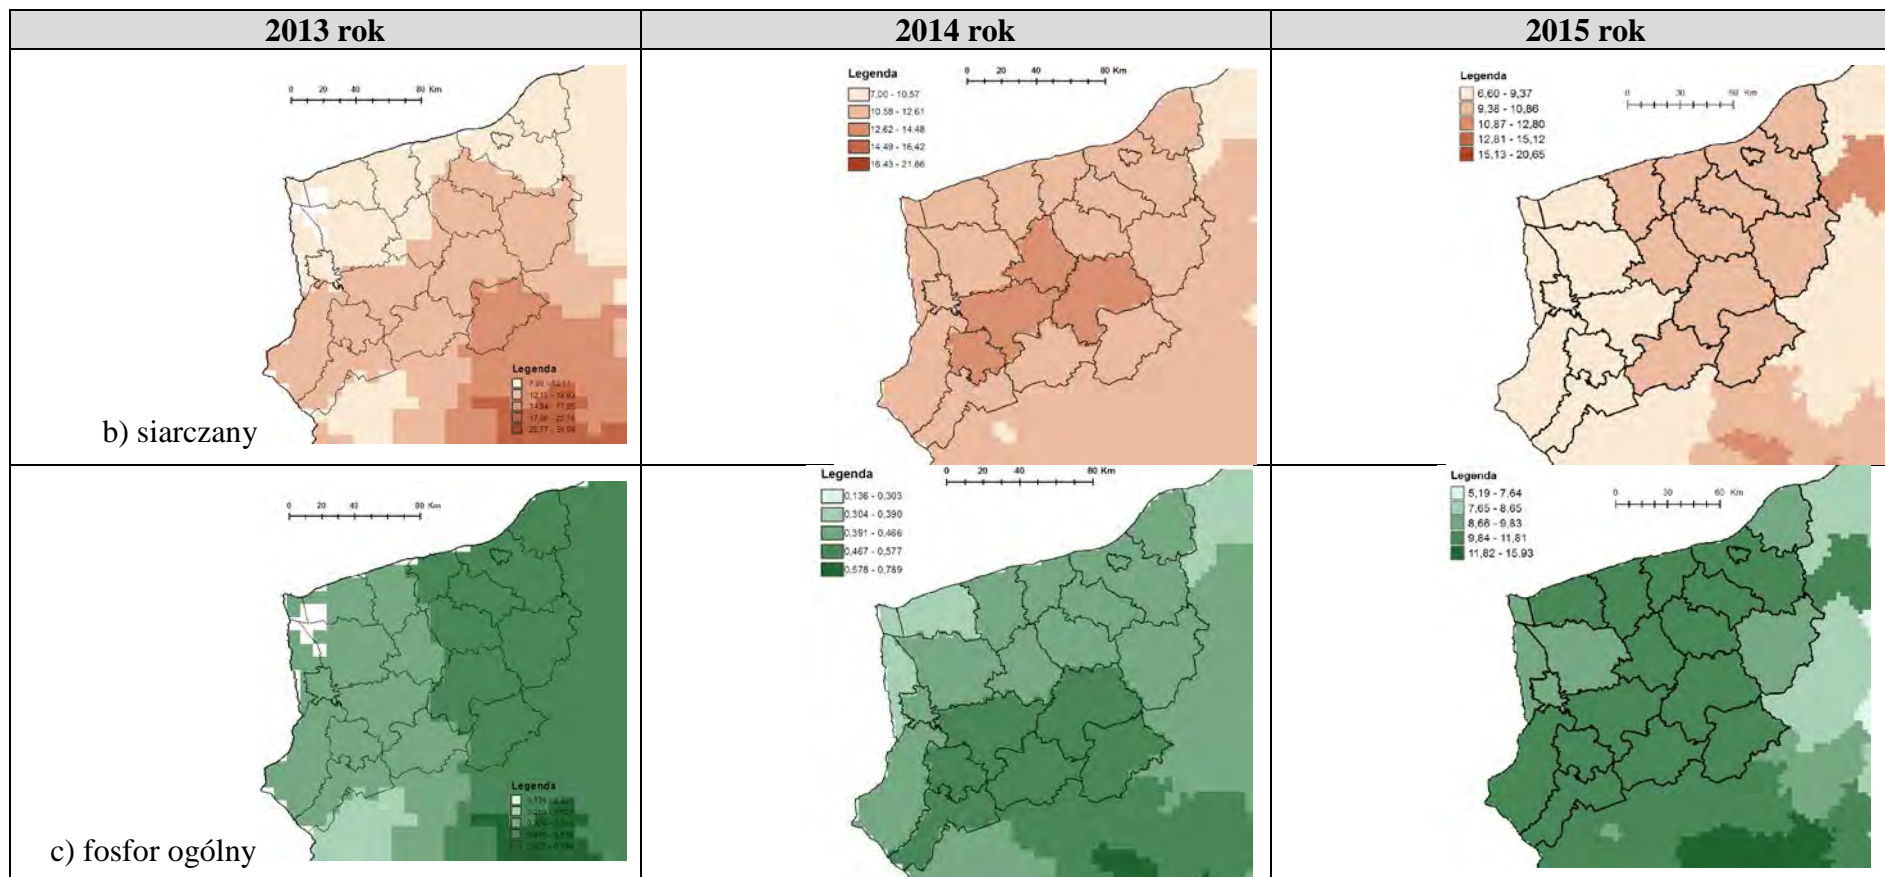 2013 rok 2014 rok 2015 rok
0 20 40 80 Km
Legenda
b) siarczany
Legenda
7,00 - 10,57
10.58 - 12.61
12,62 - 14,48
14,49 - 16,42
16,43 - 21,86
0 20 40 80 Km
Legenda
6,60 - 9,37
9,38 - 10,86
10,87 - 12,80
12,81 - 15,12
15,13 - 20,65
0 30 60 Km
0 20 40 80 Km
Legenda
c) fosfor ogólny
Legenda
0,136 - 0,303
0,304 - 0,390
0,391 - 0,466
0,467 - 0,577
0,578 - 0,789
0 20 40 80 Km
Legenda
5,19 - 7,64
7,65 - 8,65
8,66 - 9,83
9,84 - 11,81
11,82 - 15,93
0 30 60 Km